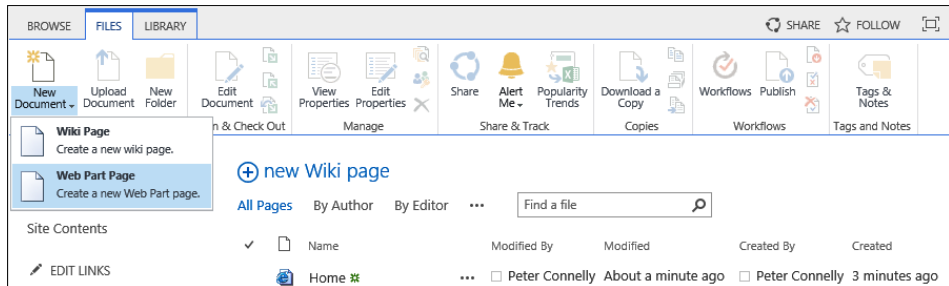 BROWSE FILES LIBRARY SHARE FOLLOW
New Document Upload Document New Folder Edit Document View Properties Edit Properties Share Alert Me Popularity Trends Download a Copy Workflows Publish Tags & Notes
n & Check Out Manage Share & Track Copies Workflows Tags and Notes
Wiki Page
Create a new wiki page.
Web Part Page
Create a new Web Part page.
new Wiki page
All Pages By Author By Editor ... Find a file
Site Contents
Name Modified By Modified Created By Created
EDIT LINKS
Home ... Peter Connelly About a minute ago Peter Connelly 3 minutes ago